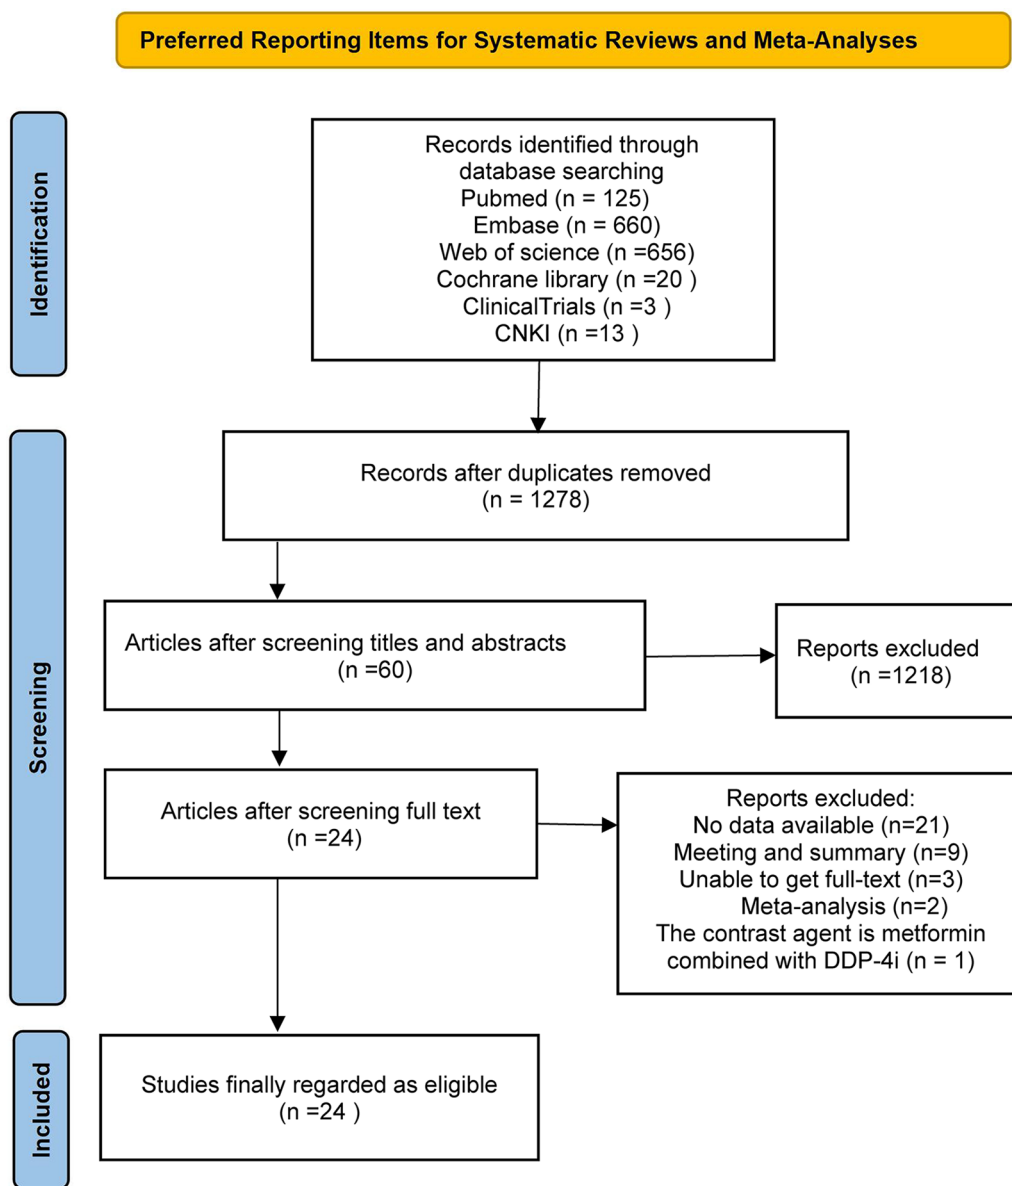 Preferred Reporting Items for Systematic Reviews and Meta-Analyses
Identification
Records identified through
database searching
Pubmed (n = 125)
Embase (n = 660)
Web of science (n =656)
Cochrane library (n =20 )
ClinicalTrials (n =3 )
CNKI (n =13 )
Screening
Records after duplicates removed
(n = 1278)
Articles after screening titles and abstracts
(n =60)
Reports excluded
(n =1218)
Articles after screening full text
(n =24)
Reports excluded:
No data available (n=21)
Meeting and summary (n=9)
Unable to get full-text (n=3)
Meta-analysis (n=2)
The contrast agent is metformin
combined with DDP-4i (n = 1)
Included
Studies finally regarded as eligible
(n =24 )